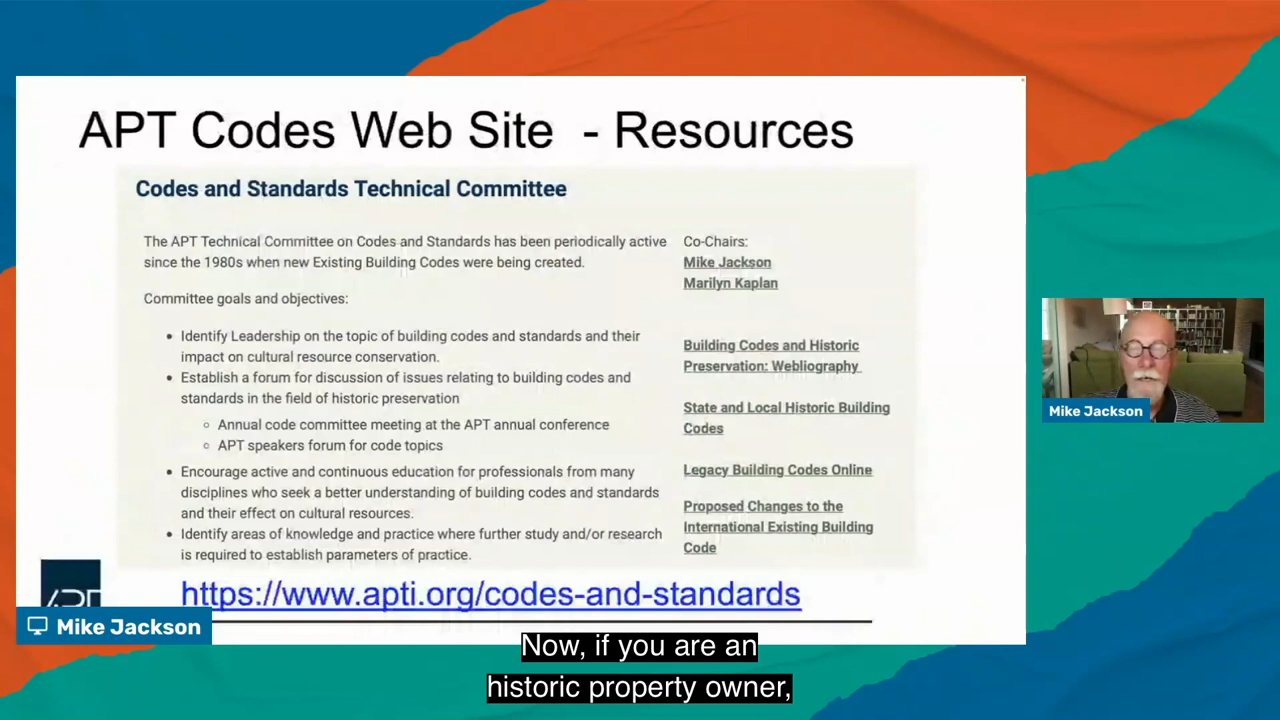 APT Codes Web Site - Resources
Codes and Standards Technical Committee
The APT Technical Committee on Codes and Standards has been periodically active
since the 1980s when new Existing Building Codes were being created.
Committee goals and objectives:
• Identify Leadership on the topic of building codes and standards and their
impact on cultural resource conservation.
• Establish a forum for discussion of issues relating to building codes and
standards in the field of historic preservation
◦ Annual code committee meeting at the APT annual conference
◦ APT speakers forum for code topics
• Encourage active and continuous education for professionals from many
disciplines who seek a better understanding of building codes and standards
and their effect on cultural resources.
• Identify areas of knowledge and practice where further study and/or research
is required to establish parameters of practice.
Co-Chairs:
Mike Jackson
Marilyn Kaplan
Building Codes and Historic
Preservation: Webliography
State and Local Historic Building
Codes
Legacy Building Codes Online
Proposed Changes to the
International Existing Building
Code
APT
https://www.apti.org/codes-and-standards
Mike Jackson
Mike Jackson
Now, if you are an
historic property owner,